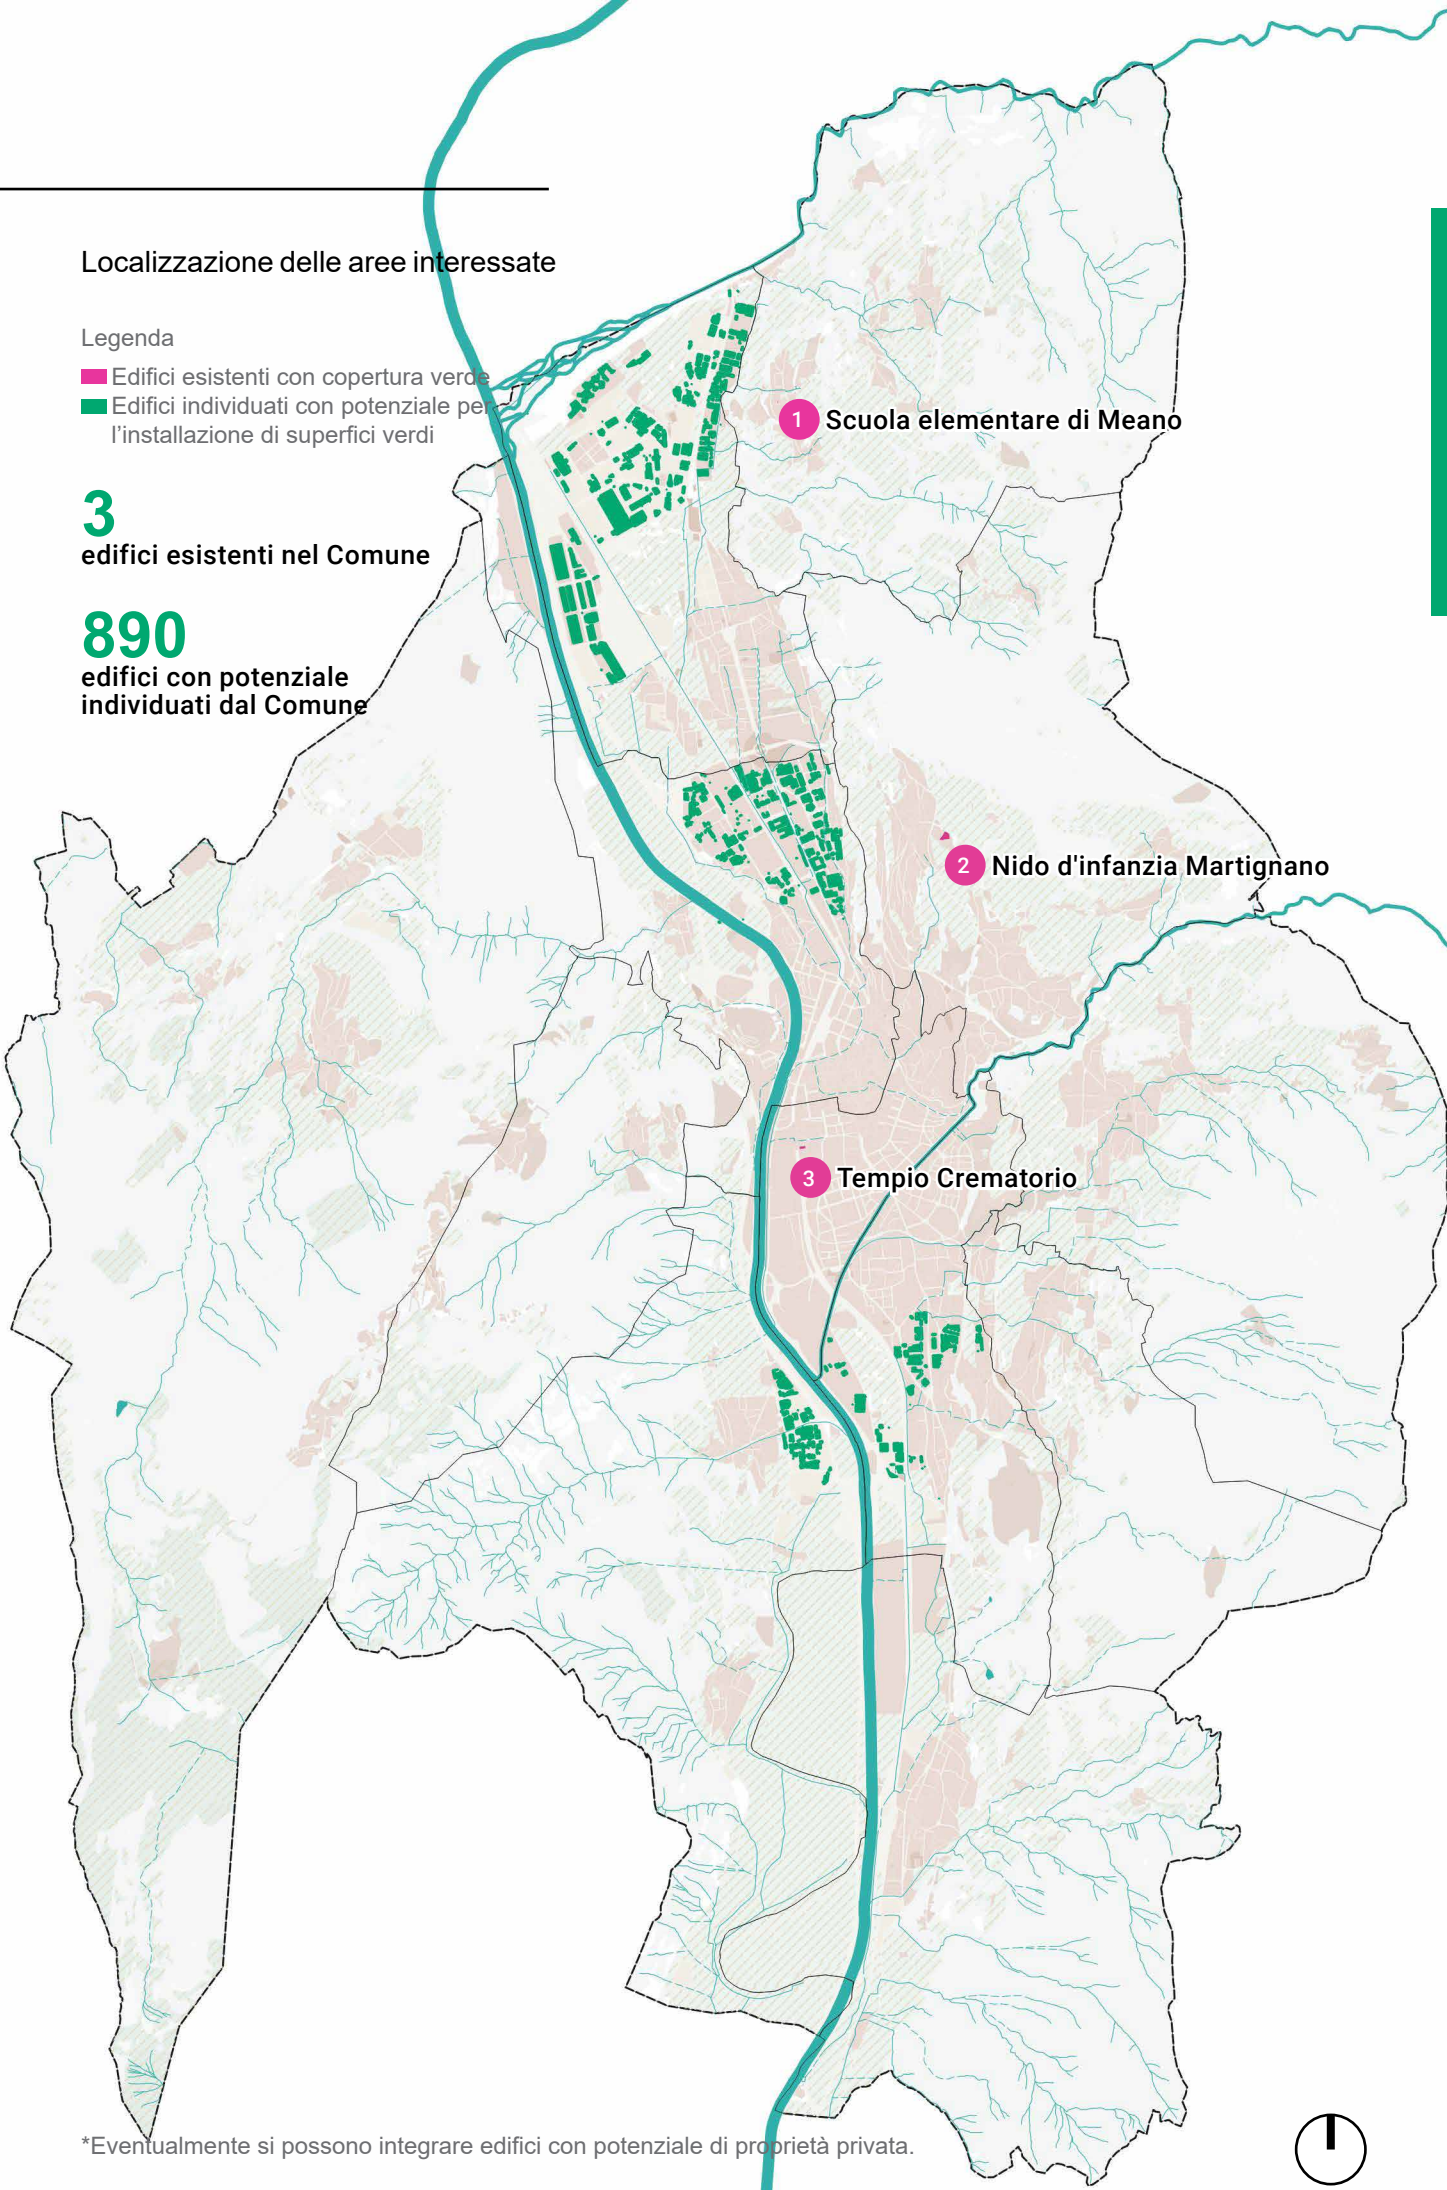 Localizzazione delle aree interessate
Legenda
Edifici esistenti con copertura verde
Edifici individuati con potenziale per
l’installazione di superfici verdi
3
edifici esistenti nel Comune
890
edifici con potenziale
individuati dal Comune
1 Scuola elementare di Meano
2 Nido d'infanzia Martignano
3 Tempio Crematorio
*Eventualmente si possono integrare edifici con potenziale di proprietà privata.